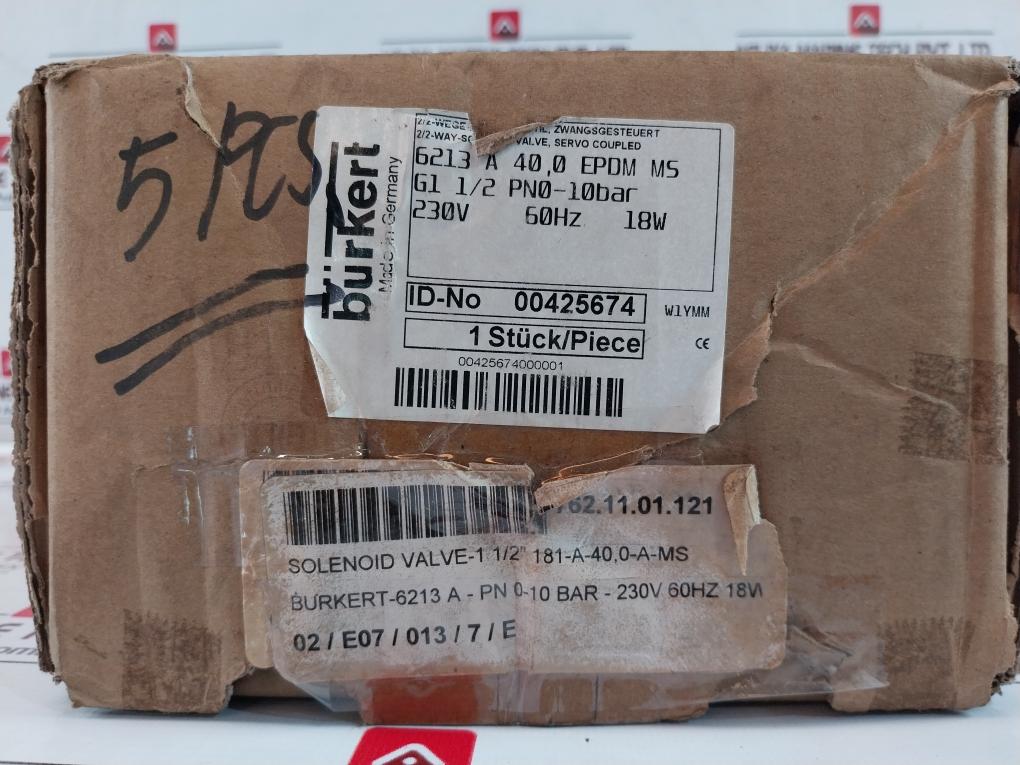 5 PCS
bürkert
Made in Germany
2/2-WEGE- ZWANGSGESTEUERT
2/2-WAY- VALVE, SERVO COUPLED
6213 A 40,0 EPDM MS
G1 1/2 PN0-10bar
230V 60Hz 18W
ID-No 00425674
W1YMM
1 Stück/Piece
CE
00425674000001
62.11.01.121
SOLENOID VALVE-1 1/2" 181-A-40,0-A-MS
BURKERT-6213 A - PN 0-10 BAR - 230V 60HZ 18W
02 / E07 / 013 / 7 / E